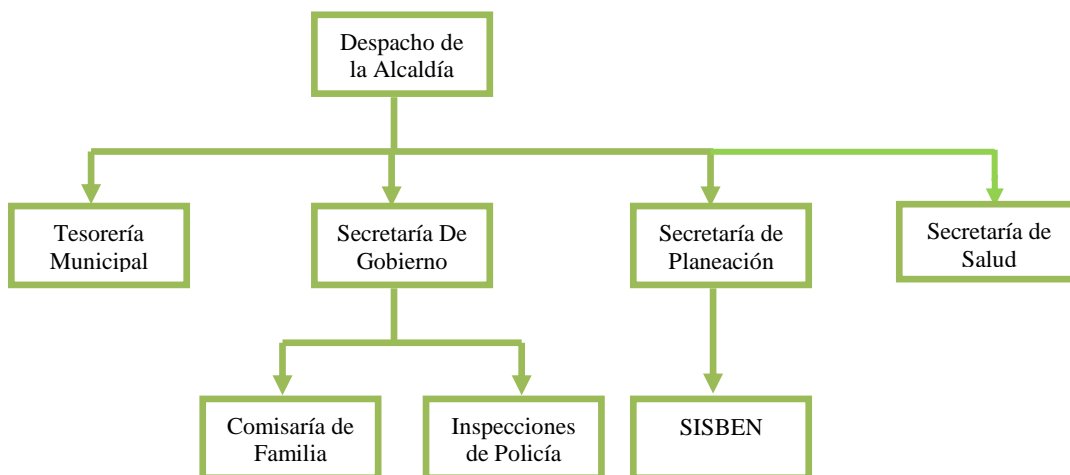 Despacho de
la Alcaldía
Tesorería
Municipal
Secretaría De
Gobierno
Secretaría de
Planeación
Secretaría de
Salud
Comisaría de
Familia
Inspecciones
de Policía
SISBEN